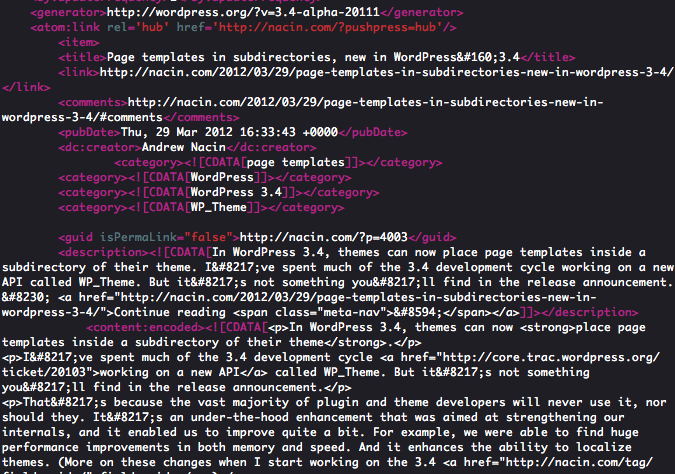 <generator>http://wordpress.org/?v=3.4-alpha-20111</generator>
<atom:link rel='hub' href='http://nacin.com/?pushpress=hub'/>
<item>
<title>Page templates in subdirectories, new in WordPress&#160;3.4</title>
<link>http://nacin.com/2012/03/29/page-templates-in-subdirectories-new-in-wordpress-3-4/
</link>
<comments>http://nacin.com/2012/03/29/page-templates-in-subdirectories-new-in-
wordpress-3-4/#comments</comments>
<pubDate>Thu, 29 Mar 2012 16:33:43 +0000</pubDate>
<dc:creator>Andrew Nacin</dc:creator>
<category><![CDATA[page templates]]></category>
<category><![CDATA[WordPress]]></category>
<category><![CDATA[WordPress 3.4]]></category>
<category><![CDATA[WP_Theme]]></category>
<guid isPermaLink="false">http://nacin.com/?p=4003</guid>
<description><![CDATA[In WordPress 3.4, themes can now place page templates inside a
subdirectory of their theme. I&#8217;ve spent much of the 3.4 development cycle working on a new
API called WP_Theme. But it&#8217;s not something you&#8217;ll find in the release announcement.
&#8230; <a href="http://nacin.com/2012/03/29/page-templates-in-subdirectories-new-in-
wordpress-3-4/">Continue reading <span class="meta-nav">&#8594;</span></a>]]></description>
<content:encoded><![CDATA[<p>In WordPress 3.4, themes can now <strong>place page
templates inside a subdirectory of their theme</strong>.</p>
<p>I&#8217;ve spent much of the 3.4 development cycle <a href="http://core.trac.wordpress.org/
ticket/20103">working on a new API</a> called WP_Theme. But it&#8217;s not something
you&#8217;ll find in the release announcement.</p>
<p>That&#8217;s because the vast majority of plugin and theme developers will never use it, nor
should they. It&#8217;s an under-the-hood enhancement that was aimed at strengthening our
internals, and it enabled us to improve quite a bit. For example, we were able to find huge
performance improvements in both memory and speed. And it enhances the ability to localize
themes. (More on these changes when I start working on the 3.4 <a href="http://nacin.com/tag/